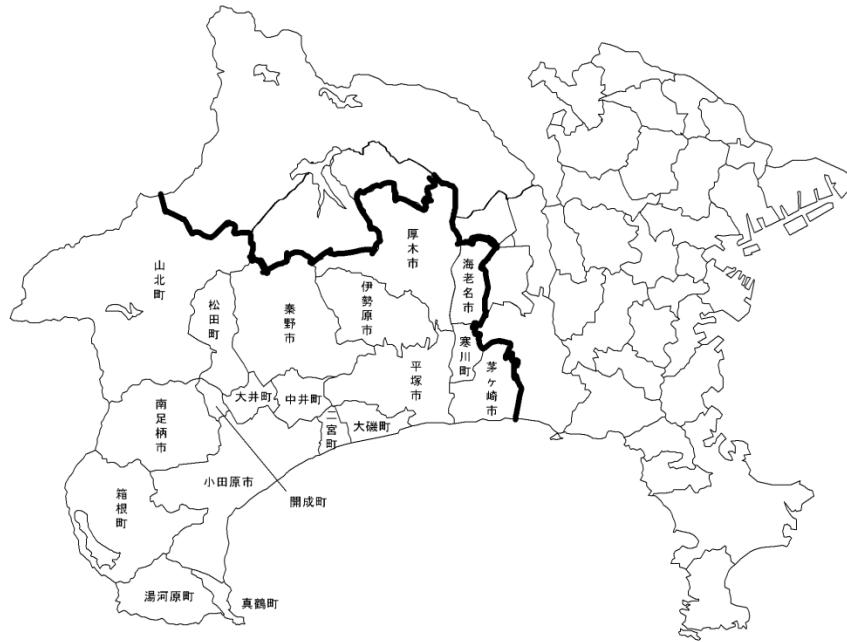 厚木市
海老名市
山北町
伊勢原市
松田町
秦野市
寒川町
茅ヶ崎市
平塚市
大井町
中井町
南足柄市
二宮町
大磯町
小田原市
開成町
箱根町
湯河原町
真鶴町